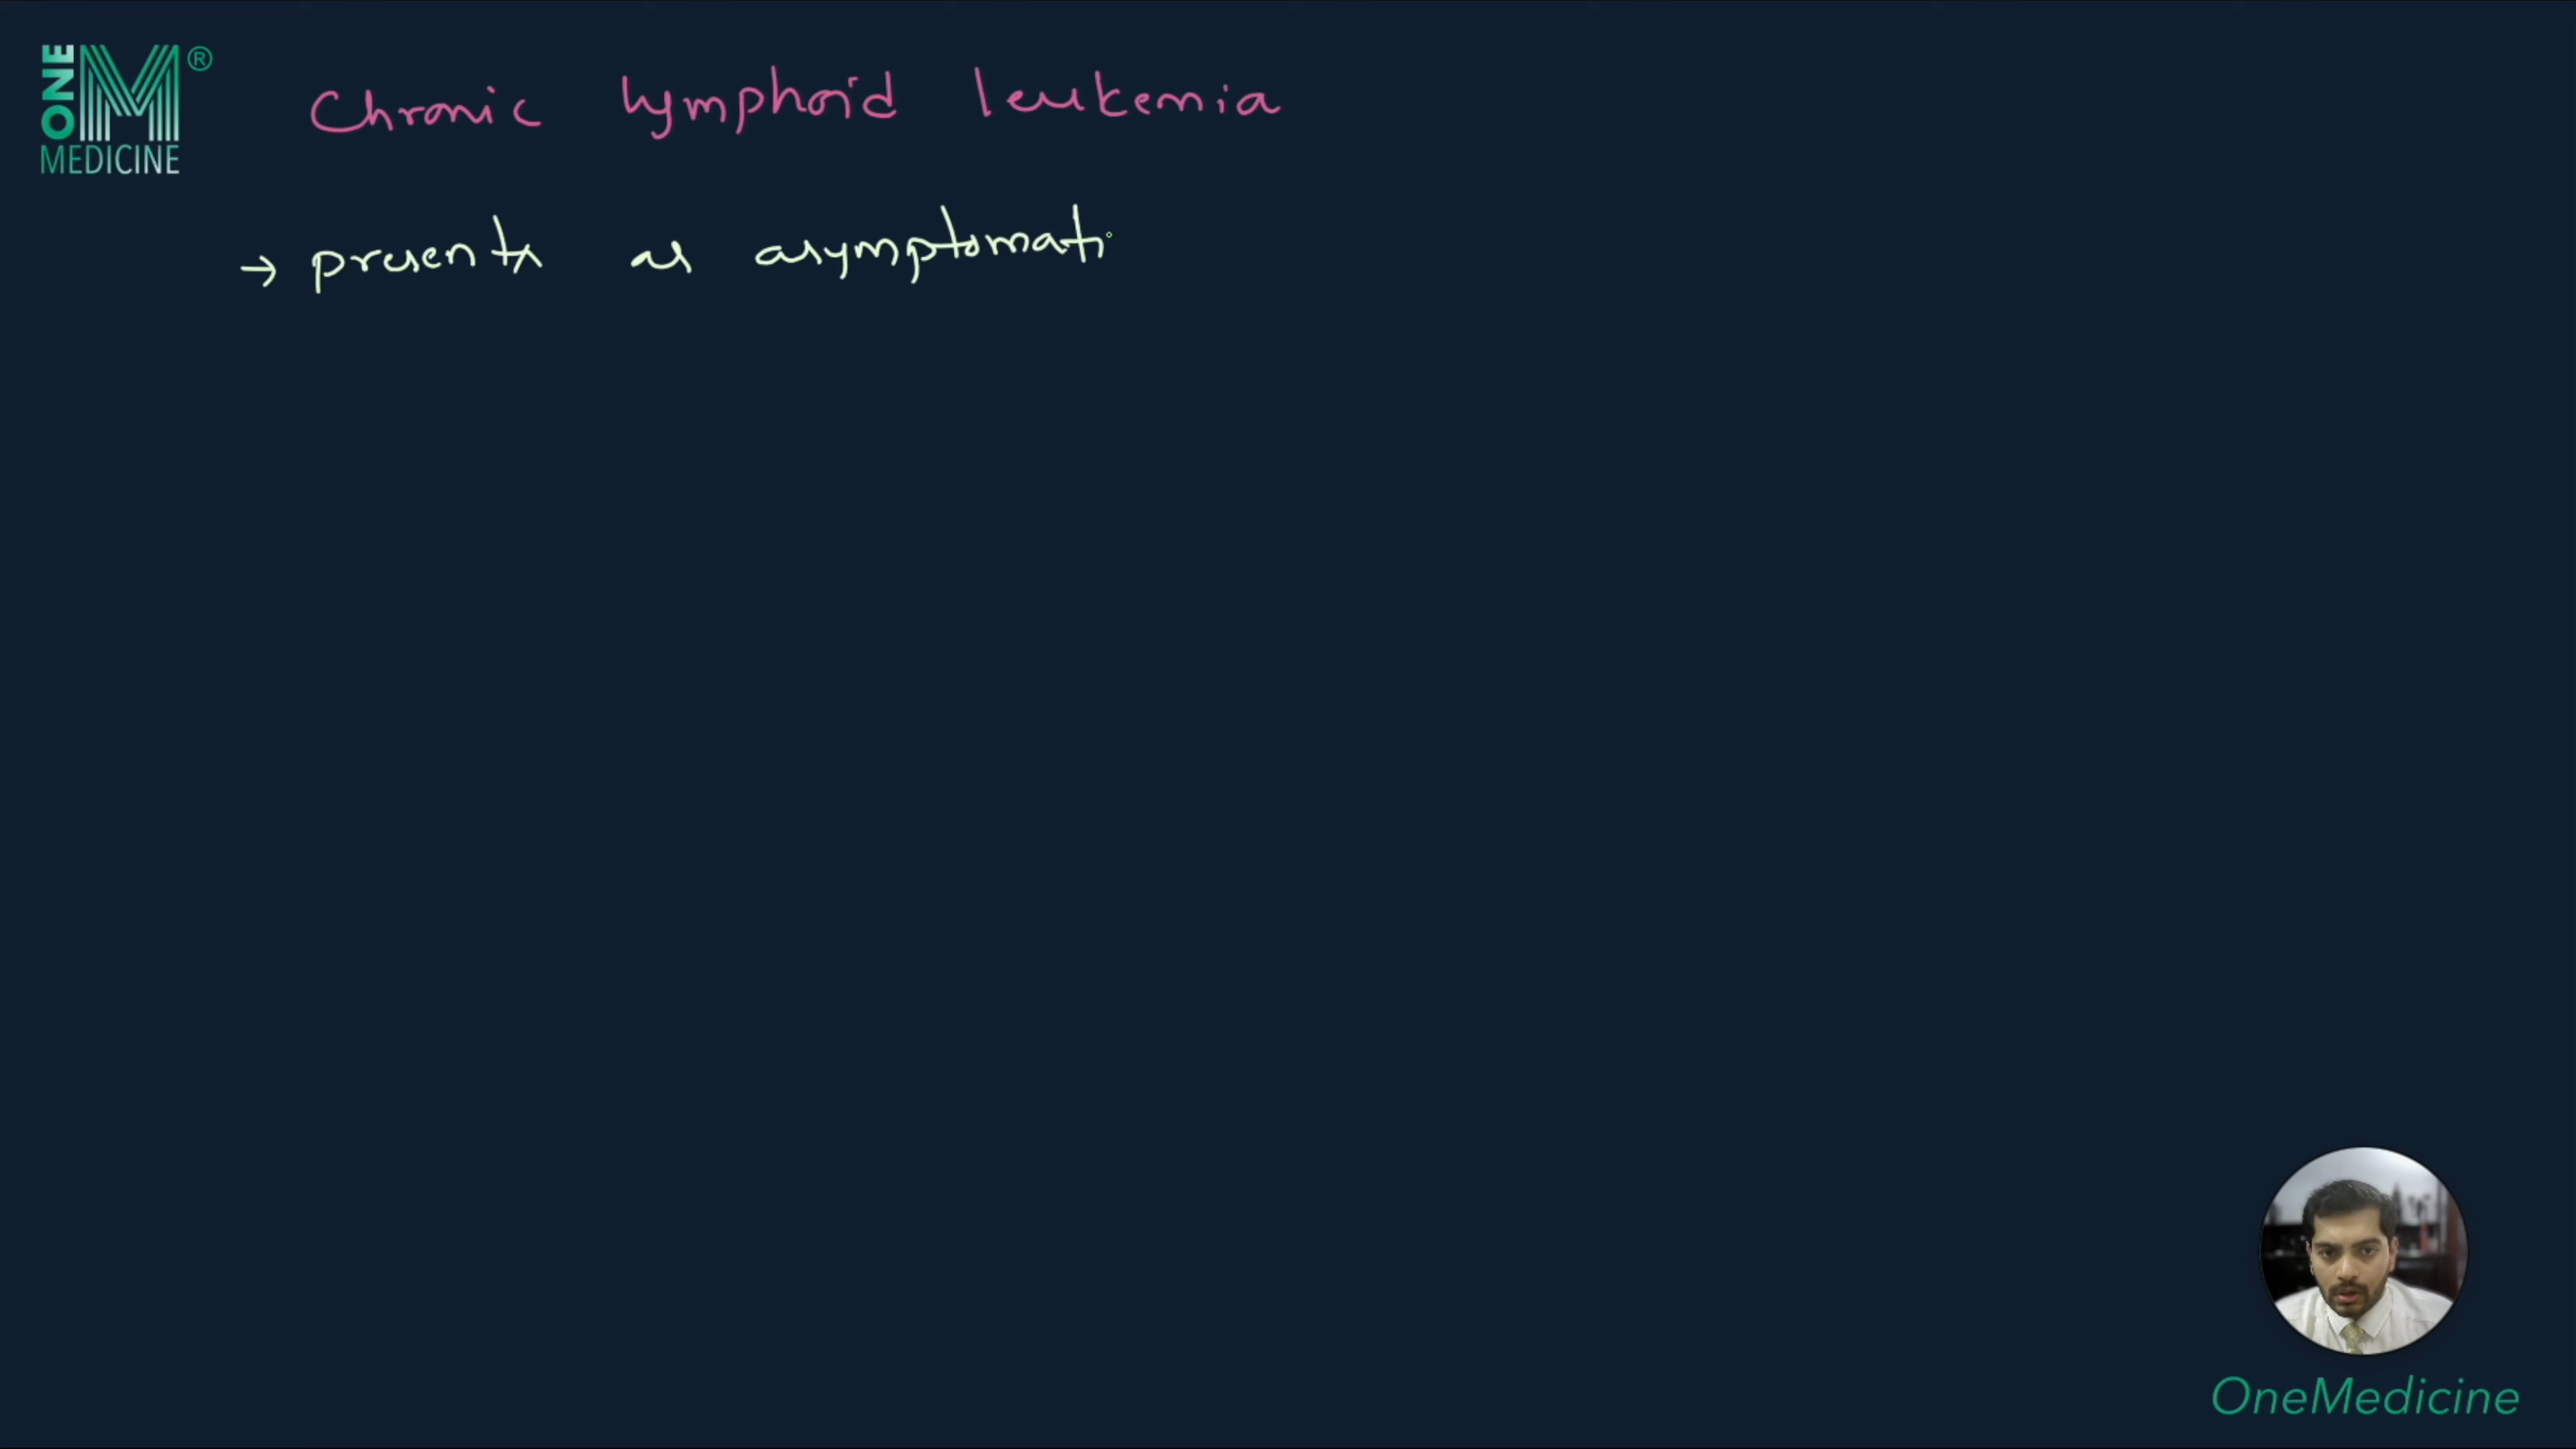 ONE M ®
MEDICINE
Chronic lymphoid leukemia
→ presents as asymptomati
OneMedicine